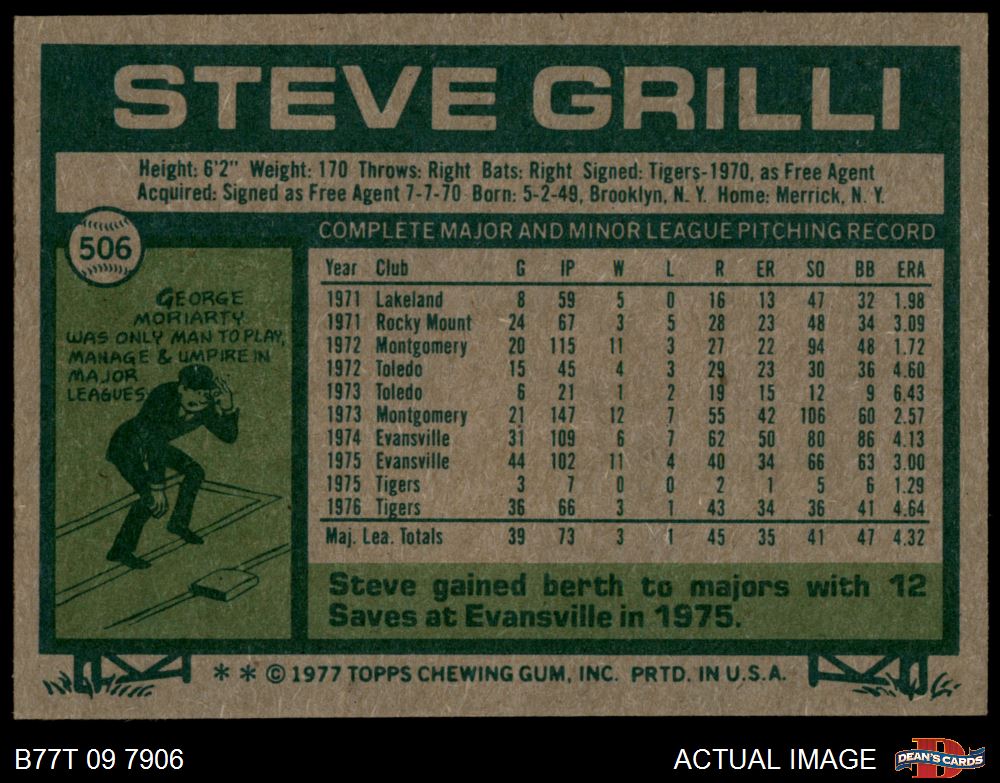 STEVE GRILLI
Height: 6'2" Weight: 170 Throws: Right Bats: Right Signed: Tigers-1970, as Free Agent
Acquired: Signed as Free Agent 7-7-70 Born: 5-2-49, Brooklyn, N. Y. Home: Merrick, N. Y.
506
GEORGE
MORIARTY
WAS ONLY MAN TO PLAY,
MANAGE & UMPIRE IN
MAJOR
LEAGUES
COMPLETE MAJOR AND MINOR LEAGUE PITCHING RECORD
Year Club G IP W L R ER SO BB ERA
1971 Lakeland 8 59 5 0 16 13 47 32 1.98
1971 Rocky Mount 24 67 3 5 28 23 48 34 3.09
1972 Montgomery 20 115 11 3 27 22 94 48 1.72
1972 Toledo 15 45 4 3 29 23 30 36 4.60
1973 Toledo 6 21 1 2 19 15 12 9 6.43
1973 Montgomery 21 147 12 7 55 42 106 60 2.57
1974 Evansville 31 109 6 7 62 50 80 86 4.13
1975 Evansville 44 102 11 4 40 34 66 63 3.00
1975 Tigers 3 7 0 0 2 1 5 6 1.29
1976 Tigers 36 66 3 1 43 34 36 41 4.64
Maj. Lea. Totals 39 73 3 1 45 35 41 47 4.32
Steve gained berth to majors with 12
Saves at Evansville in 1975.
* * © 1977 TOPPS CHEWING GUM, INC. PRTD. IN U.S.A.
B77T 09 7906
ACTUAL IMAGE
D
DEAN'S CARDS